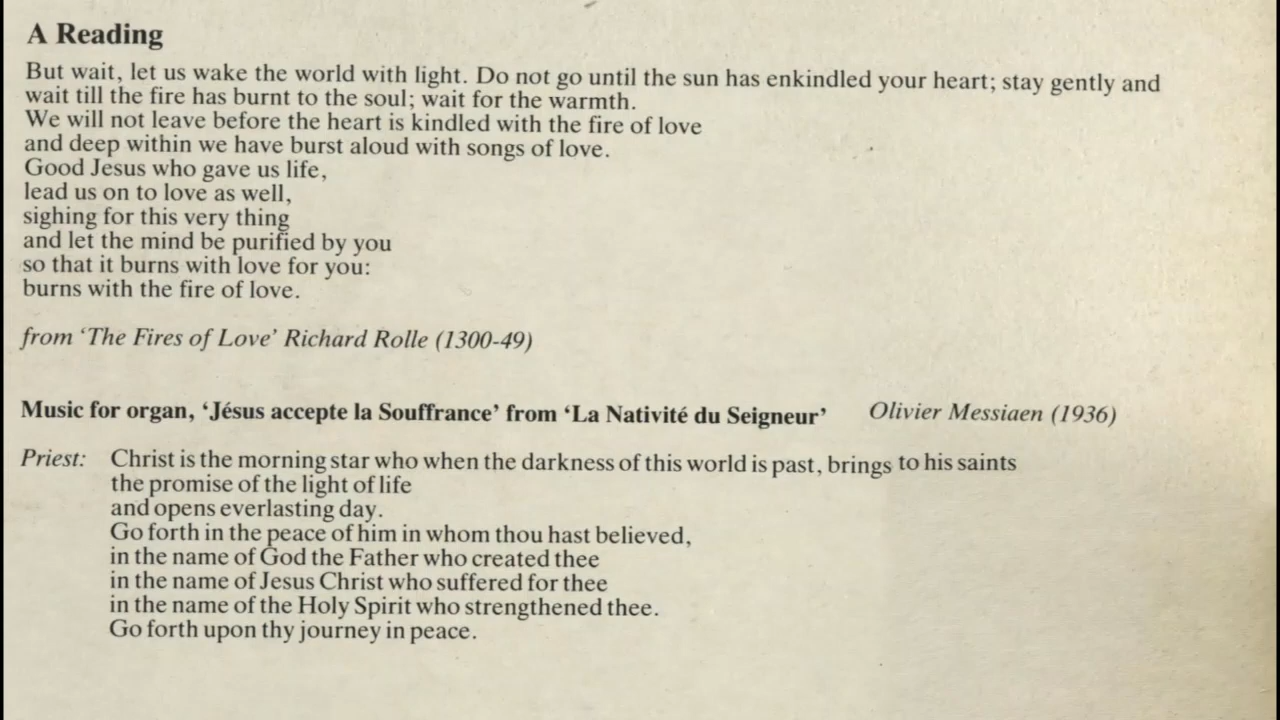 A Reading
But wait, let us wake the world with light. Do not go until the sun has enkindled your heart; stay gently and
wait till the fire has burnt to the soul; wait for the warmth.
We will not leave before the heart is kindled with the fire of love
and deep within we have burst aloud with songs of love.
Good Jesus who gave us life,
lead us on to love as well,
sighing for this very thing
and let the mind be purified by you
so that it burns with love for you:
burns with the fire of love.
from ‘The Fires of Love’ Richard Rolle (1300-49)
Music for organ, ‘Jésus accepte la Souffrance’ from ‘La Nativité du Seigneur’ Olivier Messiaen (1936)
Priest: Christ is the morning star who when the darkness of this world is past, brings to his saints
the promise of the light of life
and opens everlasting day.
Go forth in the peace of him in whom thou hast believed,
in the name of God the Father who created thee
in the name of Jesus Christ who suffered for thee
in the name of the Holy Spirit who strengthened thee.
Go forth upon thy journey in peace.